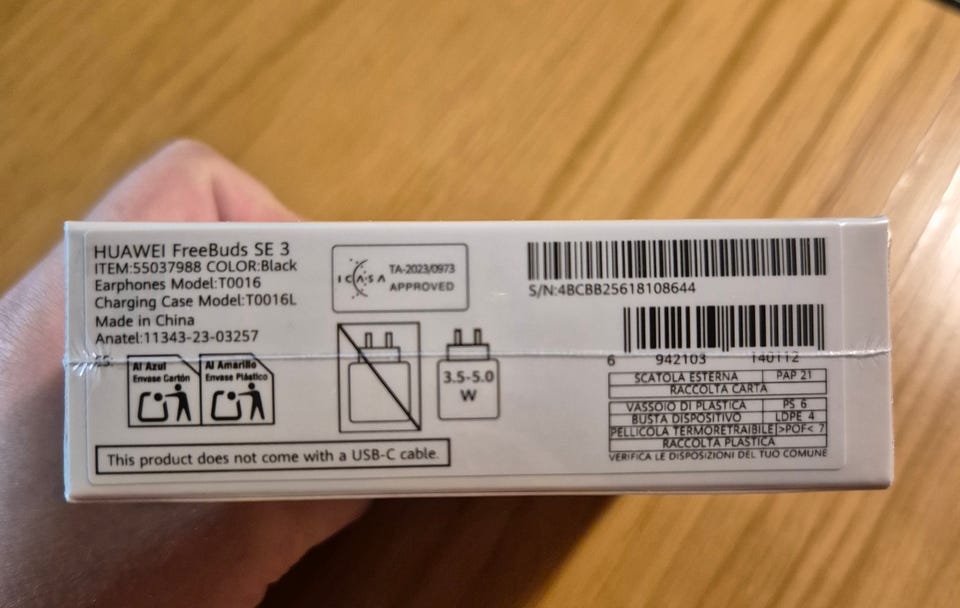 HUAWEI FreeBuds SE 3
ITEM:55037988 COLOR:Black
Earphones Model:T0016
Charging Case Model:T0016L
Made in China
Anatel:11343-23-03257
ES:
Al Azul
Envase Cartón
Al Amarillo
Envase Plástico
This product does not come with a USB-C cable.
ICASA
TA-2023/0973
APPROVED
3.5-5.0
W
S/N:4BCBB25618108644
6 942103 140112
SCATOLA ESTERNA PAP 21
RACCOLTA CARTA
VASSOIO DI PLASTICA PS 6
BUSTA DISPOSITIVO LDPE 4
PELLICOLA TERMORETRAIBILE >POF< 7
RACCOLTA PLASTICA
VERIFICA LE DISPOSIZIONI DEL TUO COMUNE